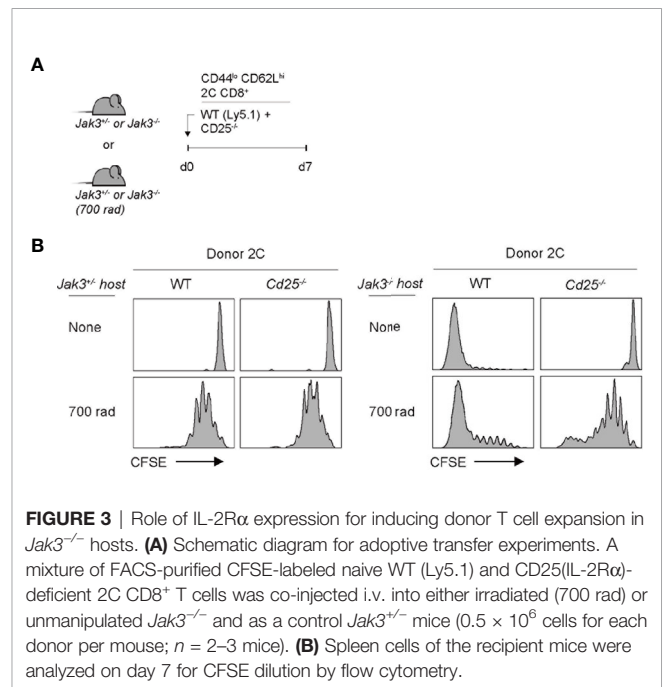 A
CD44ˡᵒ CD62Lʰⁱ
2C CD8⁺
WT (Ly5.1) +
CD25⁻/⁻
Jak3⁺/⁻ or Jak3⁻/⁻
or
d0
d7
Jak3⁺/⁻ or Jak3⁻/⁻
(700 rad)
B
Donor 2C
Jak3⁺/⁻ host
WT
Cd25⁻/⁻
None
700 rad
CFSE
Donor 2C
Jak3⁻/⁻ host
WT
Cd25⁻/⁻
None
700 rad
CFSE
FIGURE 3 | Role of IL-2Rα expression for inducing donor T cell expansion in
Jak3⁻/⁻ hosts. (A) Schematic diagram for adoptive transfer experiments. A
mixture of FACS-purified CFSE-labeled naive WT (Ly5.1) and CD25(IL-2Rα)-
deficient 2C CD8⁺ T cells was co-injected i.v. into either irradiated (700 rad) or
unmanipulated Jak3⁻/⁻ and as a control Jak3⁺/⁻ mice (0.5 × 10⁶ cells for each
donor per mouse; n = 2–3 mice). (B) Spleen cells of the recipient mice were
analyzed on day 7 for CFSE dilution by flow cytometry.